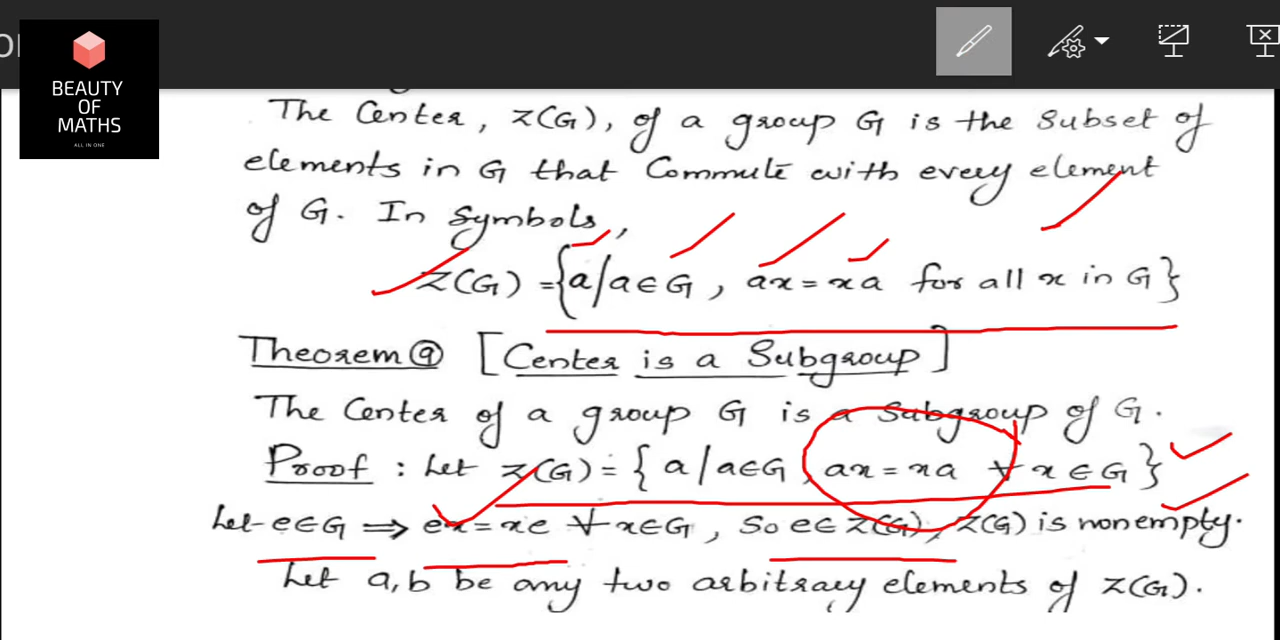 BEAUTY
OF
MATHS
ALL IN ONE
The Center, Z(G), of a group G is the Subset of
elements in G that Commute with every element
of G. In Symbols,
Z(G) = {a/a∈G, ax = xa for all x in G}
Theorem @ [Center is a Subgroup]
The Center of a group G is a Subgroup of G.
Proof : Let Z(G) = {a/a∈G, ax = xa ∀ x∈G}
Let e∈G ⟹ ex = xe ∀ x∈G, So e∈Z(G), Z(G) is nonempty.
Let a, b be any two arbitrary elements of Z(G).